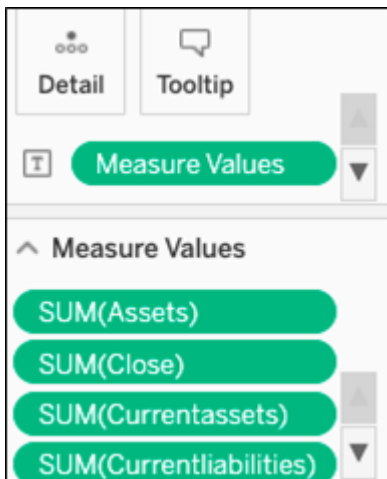 Detail Tooltip
T Measure Values
Measure Values
SUM(Assets)
SUM(Close)
SUM(Currentassets)
SUM(Currentliabilities)